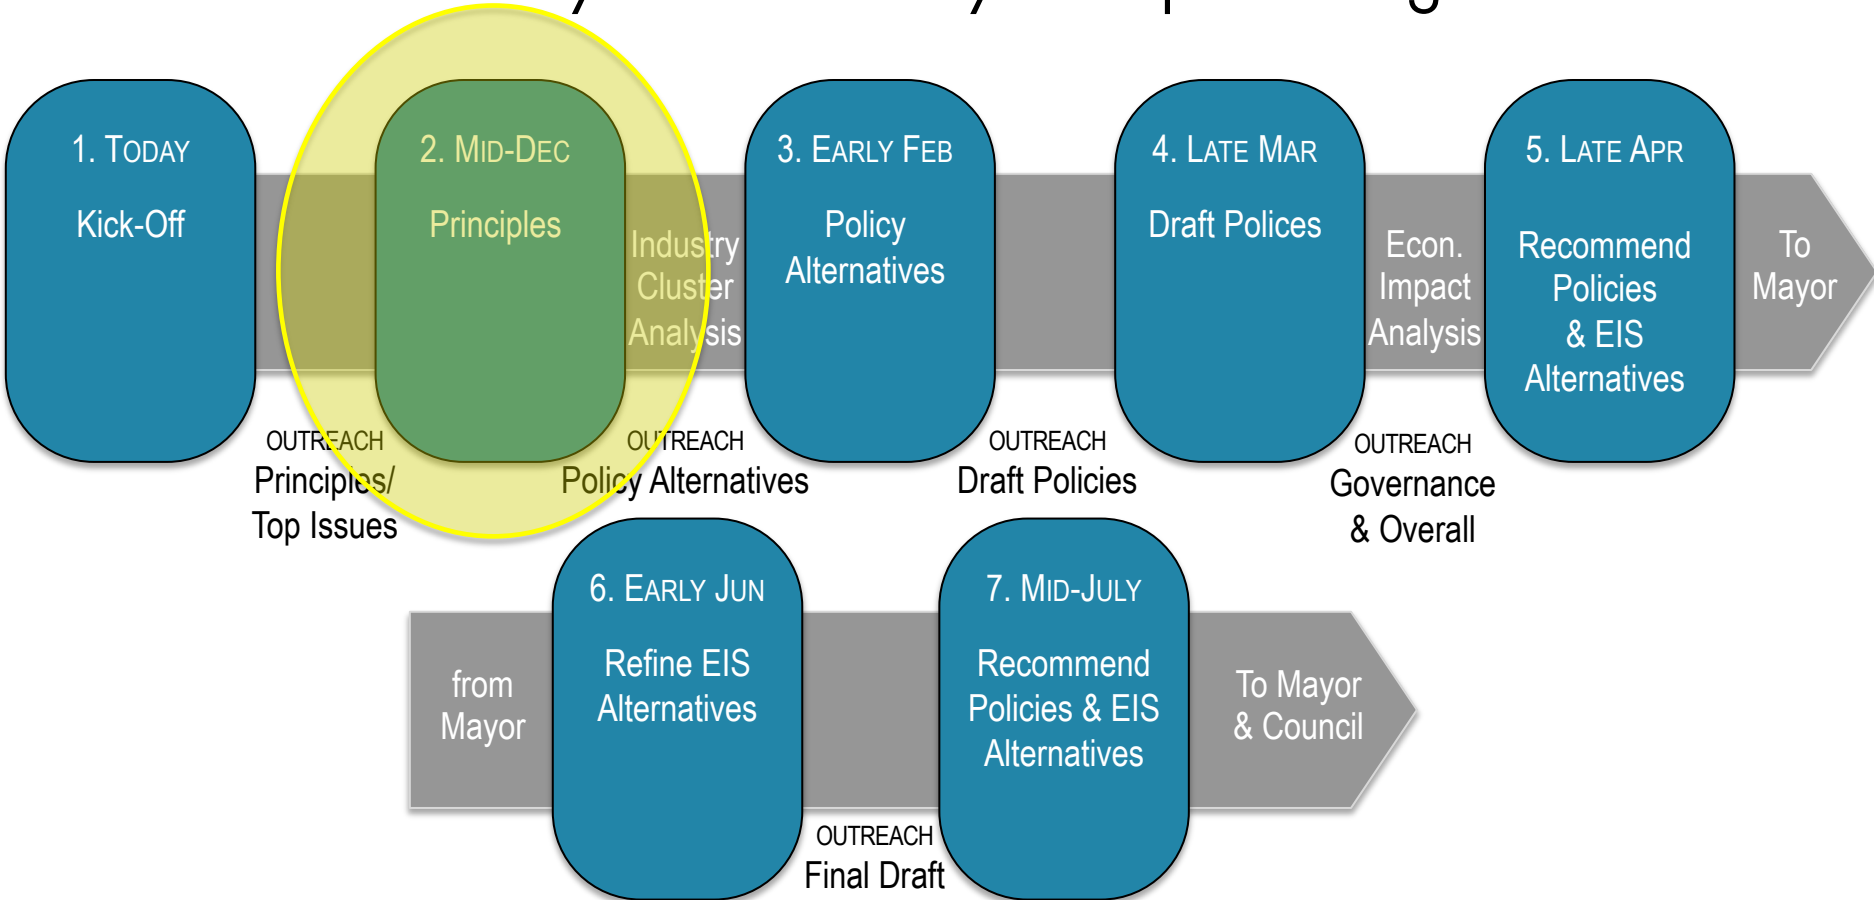 1. TODAY
Kick-Off
2. MID-DEC
Principles
Industry
Cluster
Analysis
3. EARLY FEB
Policy
Alternatives
4. LATE MAR
Draft Polices
Econ.
Impact
Analysis
5. LATE APR
Recommend
Policies
& EIS
Alternatives
To
Mayor
OUTREACH
Principles/
Top Issues
OUTREACH
Policy Alternatives
OUTREACH
Draft Policies
OUTREACH
Governance
& Overall
from
Mayor
6. EARLY JUN
Refine EIS
Alternatives
7. MID-JULY
Recommend
Policies & EIS
Alternatives
To Mayor
& Council
OUTREACH
Final Draft